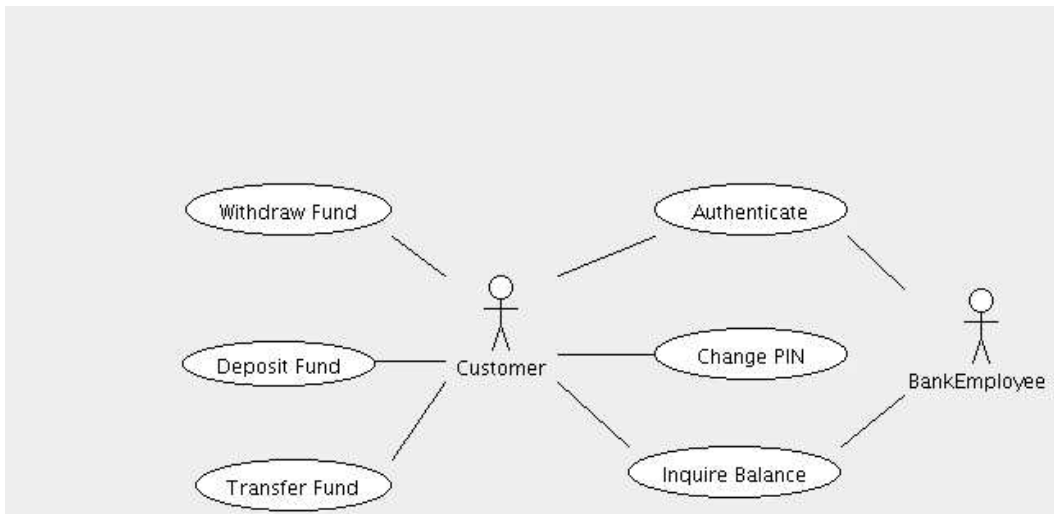 Withdraw Fund
Authenticate
Customer
Deposit Fund
Change PIN
BankEmployee
Transfer Fund
Inquire Balance